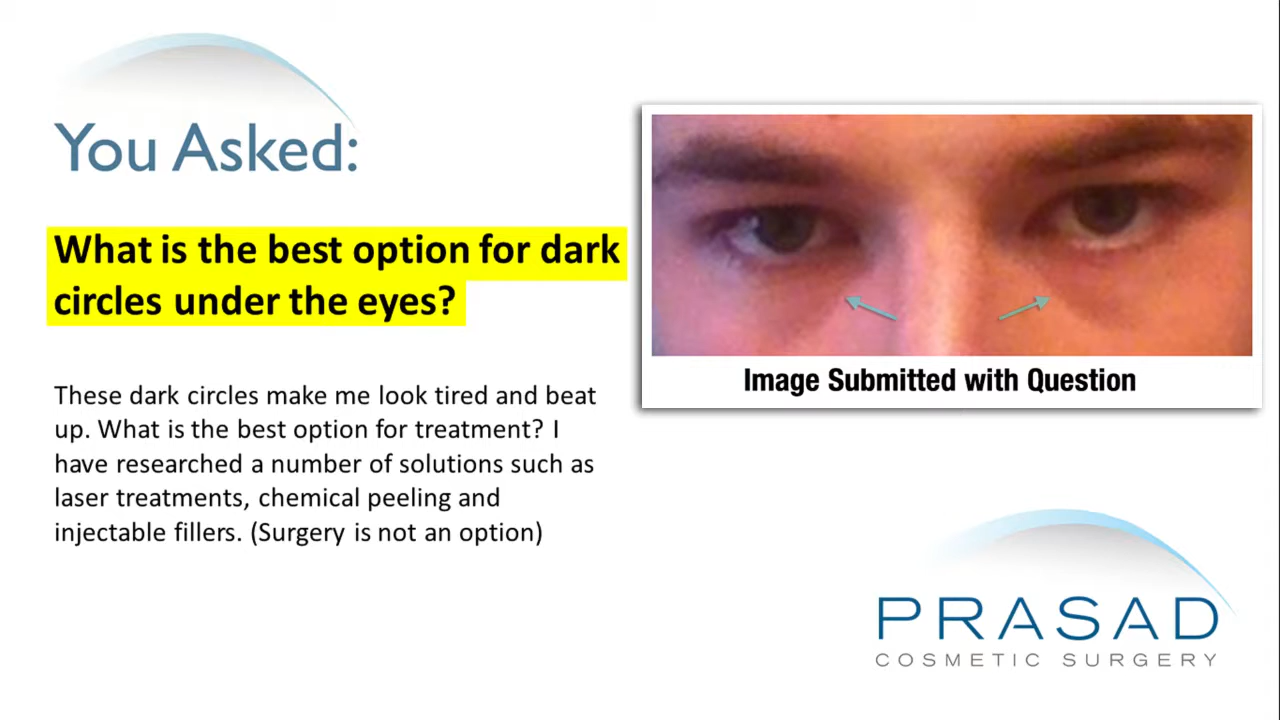 You Asked:
What is the best option for dark
circles under the eyes?
These dark circles make me look tired and beat
up. What is the best option for treatment? I
have researched a number of solutions such as
laser treatments, chemical peeling and
injectable fillers. (Surgery is not an option)
Image Submitted with Question
PRASAD
COSMETIC SURGERY